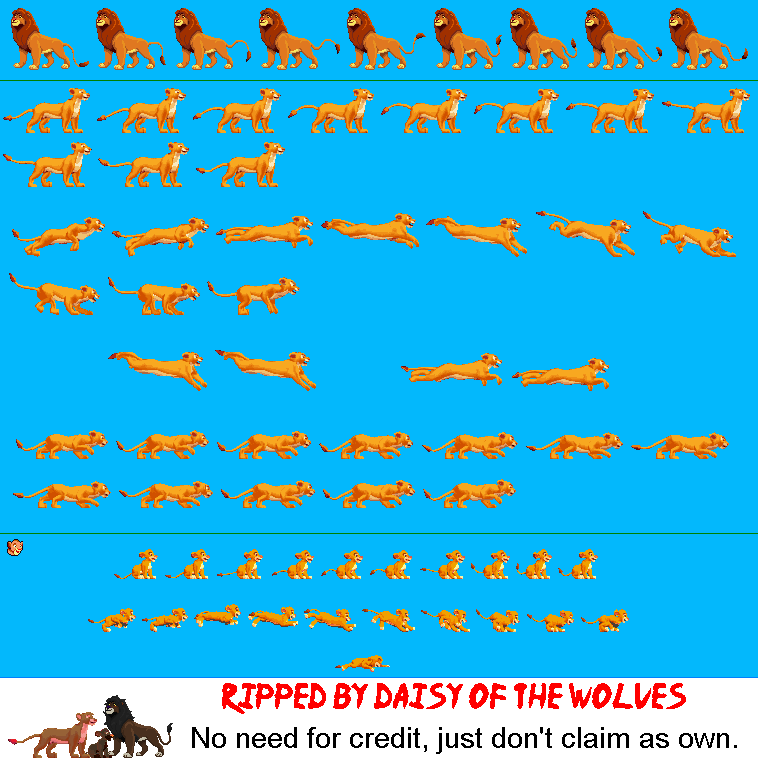 RIPPED BY DAISY OF THE WOLVES
No need for credit, just don't claim as own.